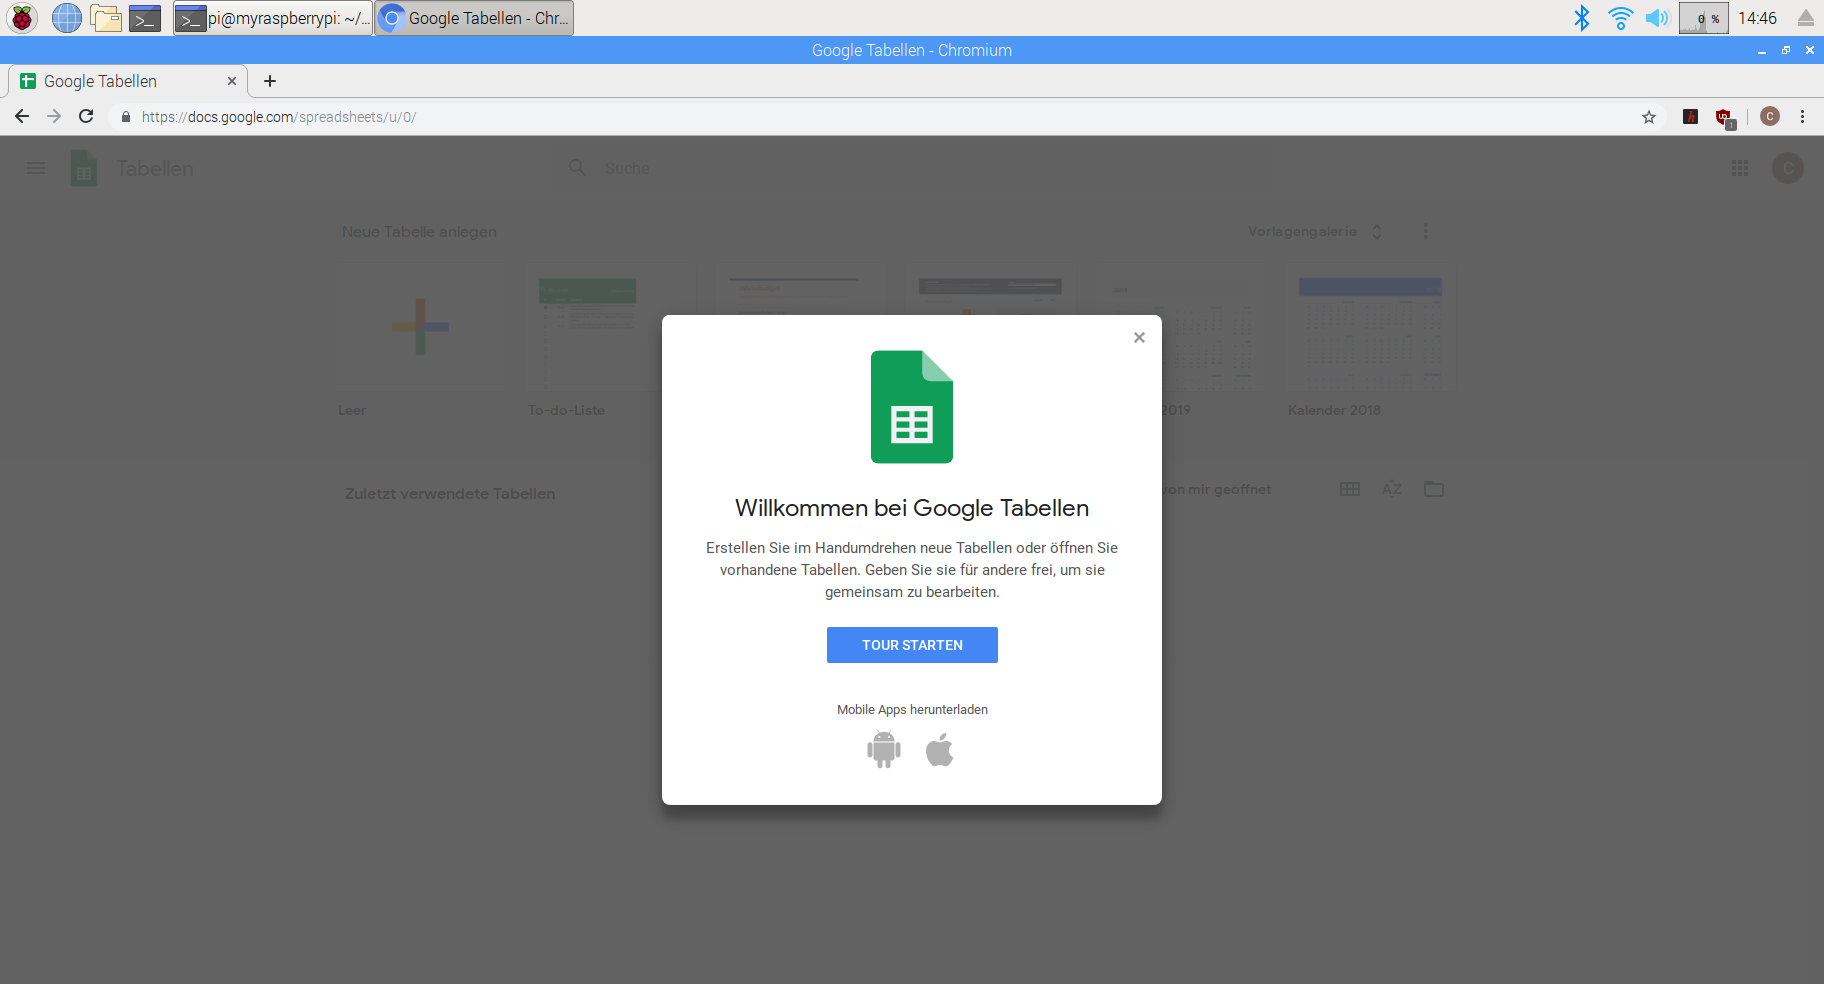 pi@myraspberrypi: ~/...
Google Tabellen - Chr...
0 %
14:46
Google Tabellen - Chromium
Google Tabellen
https://docs.google.com/spreadsheets/u/0/
1
C
Tabellen
Suche
C
Neue Tabelle anlegen
Vorlagengalerie
Leer
To-do-Liste
2019
Kalender 2018
Zuletzt verwendete Tabellen
von mir geöffnet
AZ
Willkommen bei Google Tabellen
Erstellen Sie im Handumdrehen neue Tabellen oder öffnen Sie
vorhandene Tabellen. Geben Sie sie für andere frei, um sie
gemeinsam zu bearbeiten.
TOUR STARTEN
Mobile Apps herunterladen